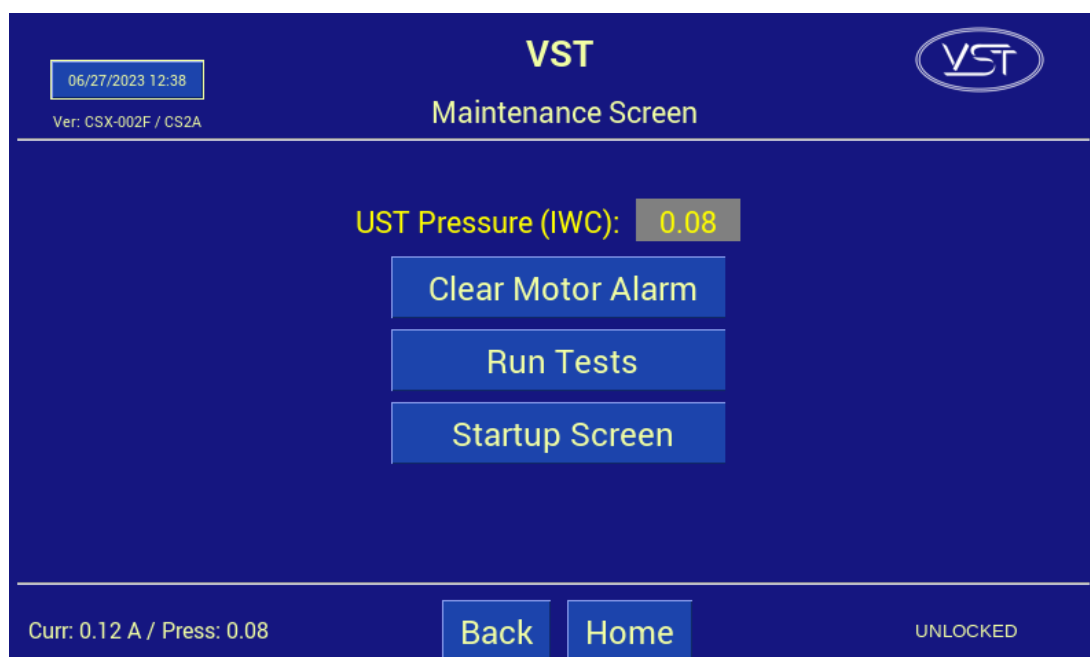 VST
VST
06/27/2023 12:38
Maintenance Screen
Ver: CSX-002F / CS2A
UST Pressure (IWC): 0.08
Clear Motor Alarm
Run Tests
Startup Screen
Curr: 0.12 A / Press: 0.08
Back
Home
UNLOCKED